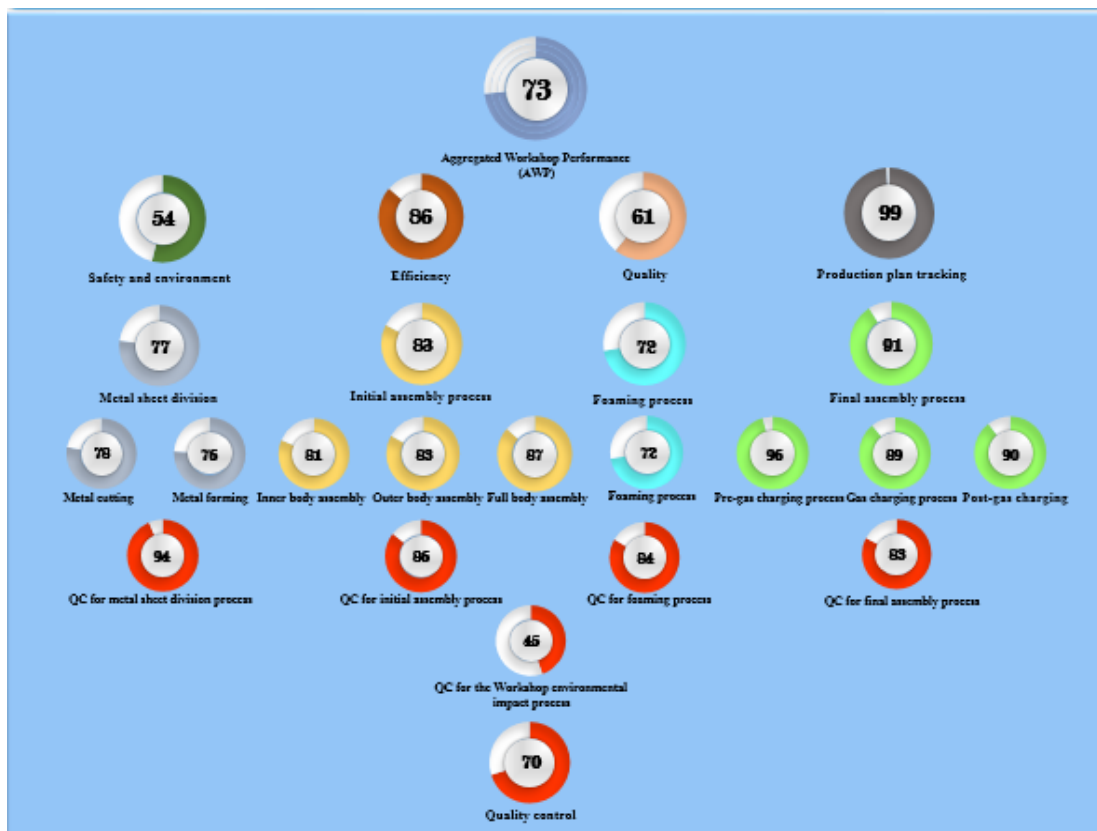 73
Aggregated Workshop Performance
(AWP)
54
86
61
99
Safety and environment
Efficiency
Quality
Production plan tracking
77
83
72
91
Metal sheet division
Initial assembly process
Foaming process
Final assembly process
78
76
81
83
87
72
96
89
90
Metal cutting
Metal forming
Inner body assembly
Outer body assembly
Full body assembly
Foaming process
Pre-gas charging process
Gas charging process
Post-gas charging
94
86
84
83
QC for metal sheet division process
QC for initial assembly process
QC for foaming process
QC for final assembly process
45
QC for the Workshop environmental
impact process
70
Quality control